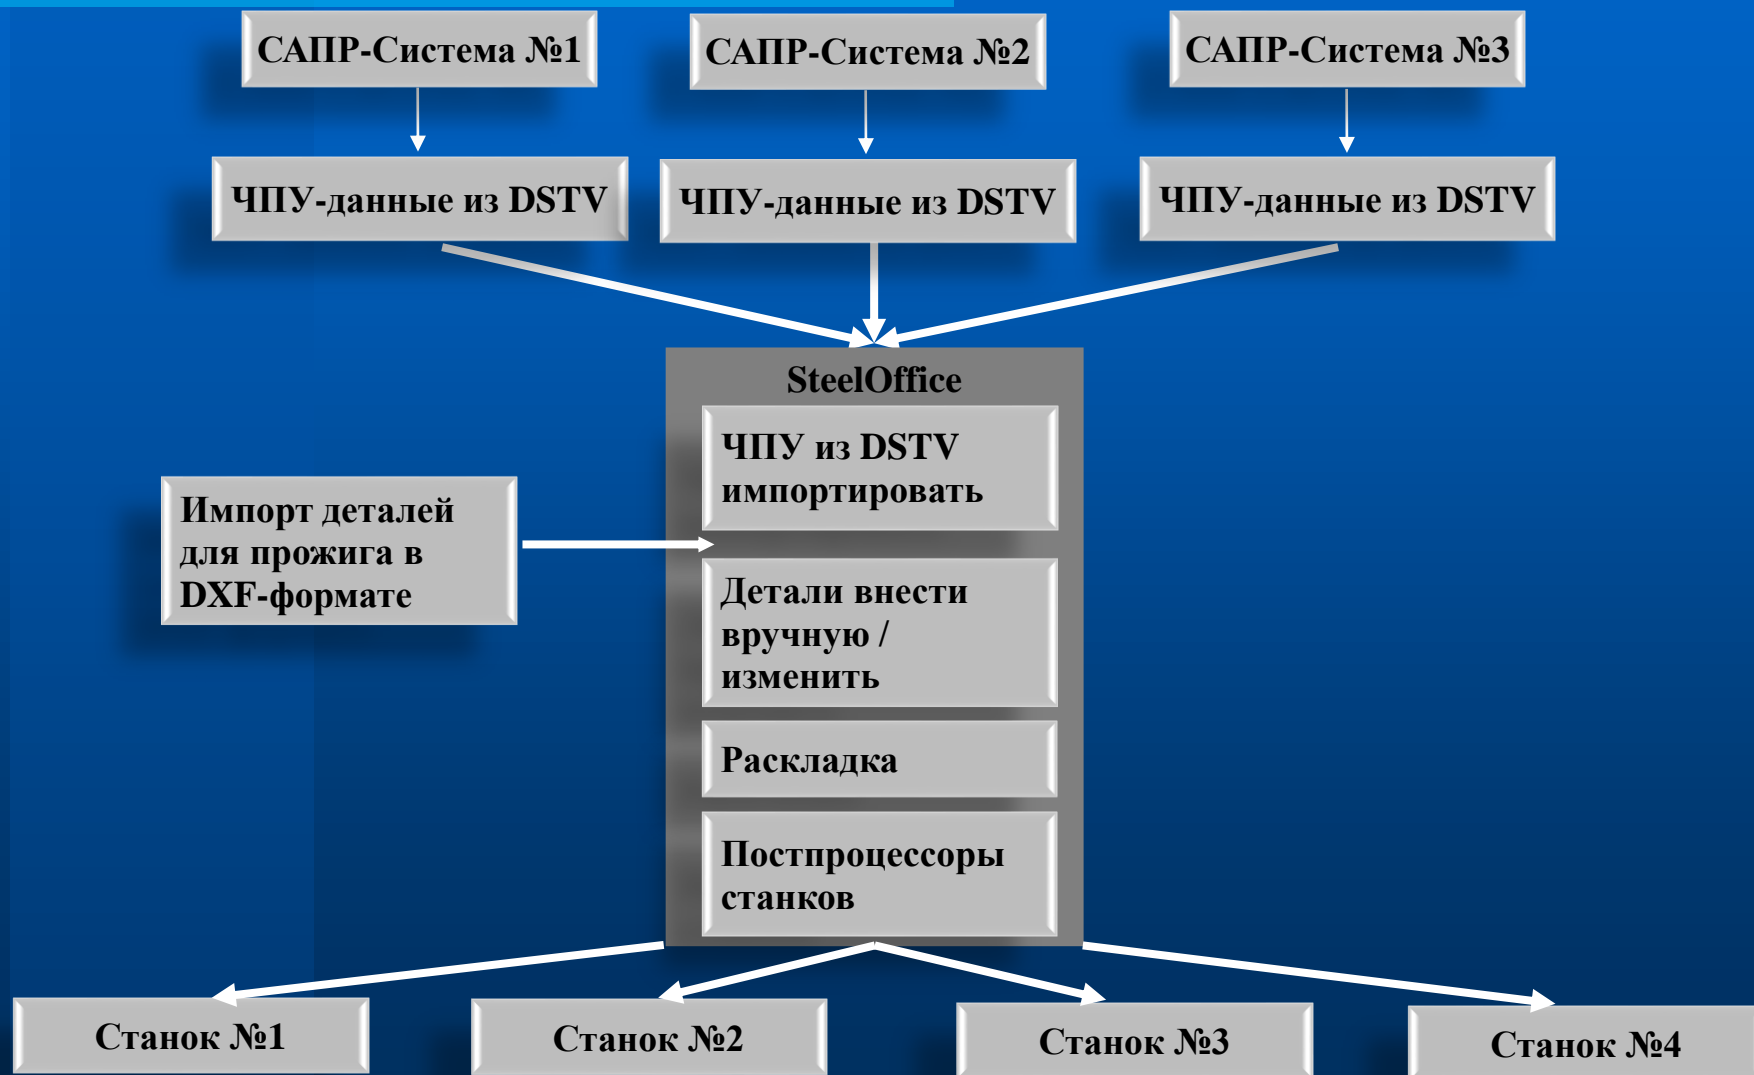 САПР-Система №1
САПР-Система №2
САПР-Система №3
ЧПУ-данные из DSTV
ЧПУ-данные из DSTV
ЧПУ-данные из DSTV
SteelOffice
ЧПУ из DSTV
импортировать
Импорт деталей
для прожига в
DXF-формате
Детали внести
вручную /
изменить
Раскладка
Постпроцессоры
станков
Станок №1
Станок №2
Станок №3
Станок №4